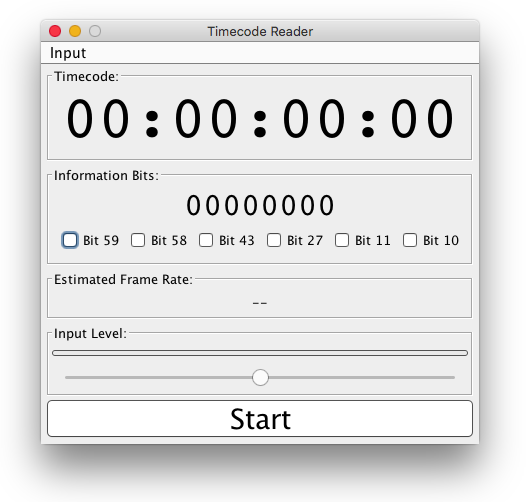 Timecode Reader
Input
Timecode:
00:00:00:00
Information Bits:
00000000
Bit 59 Bit 58 Bit 43 Bit 27 Bit 11 Bit 10
Estimated Frame Rate:
--
Input Level:
Start